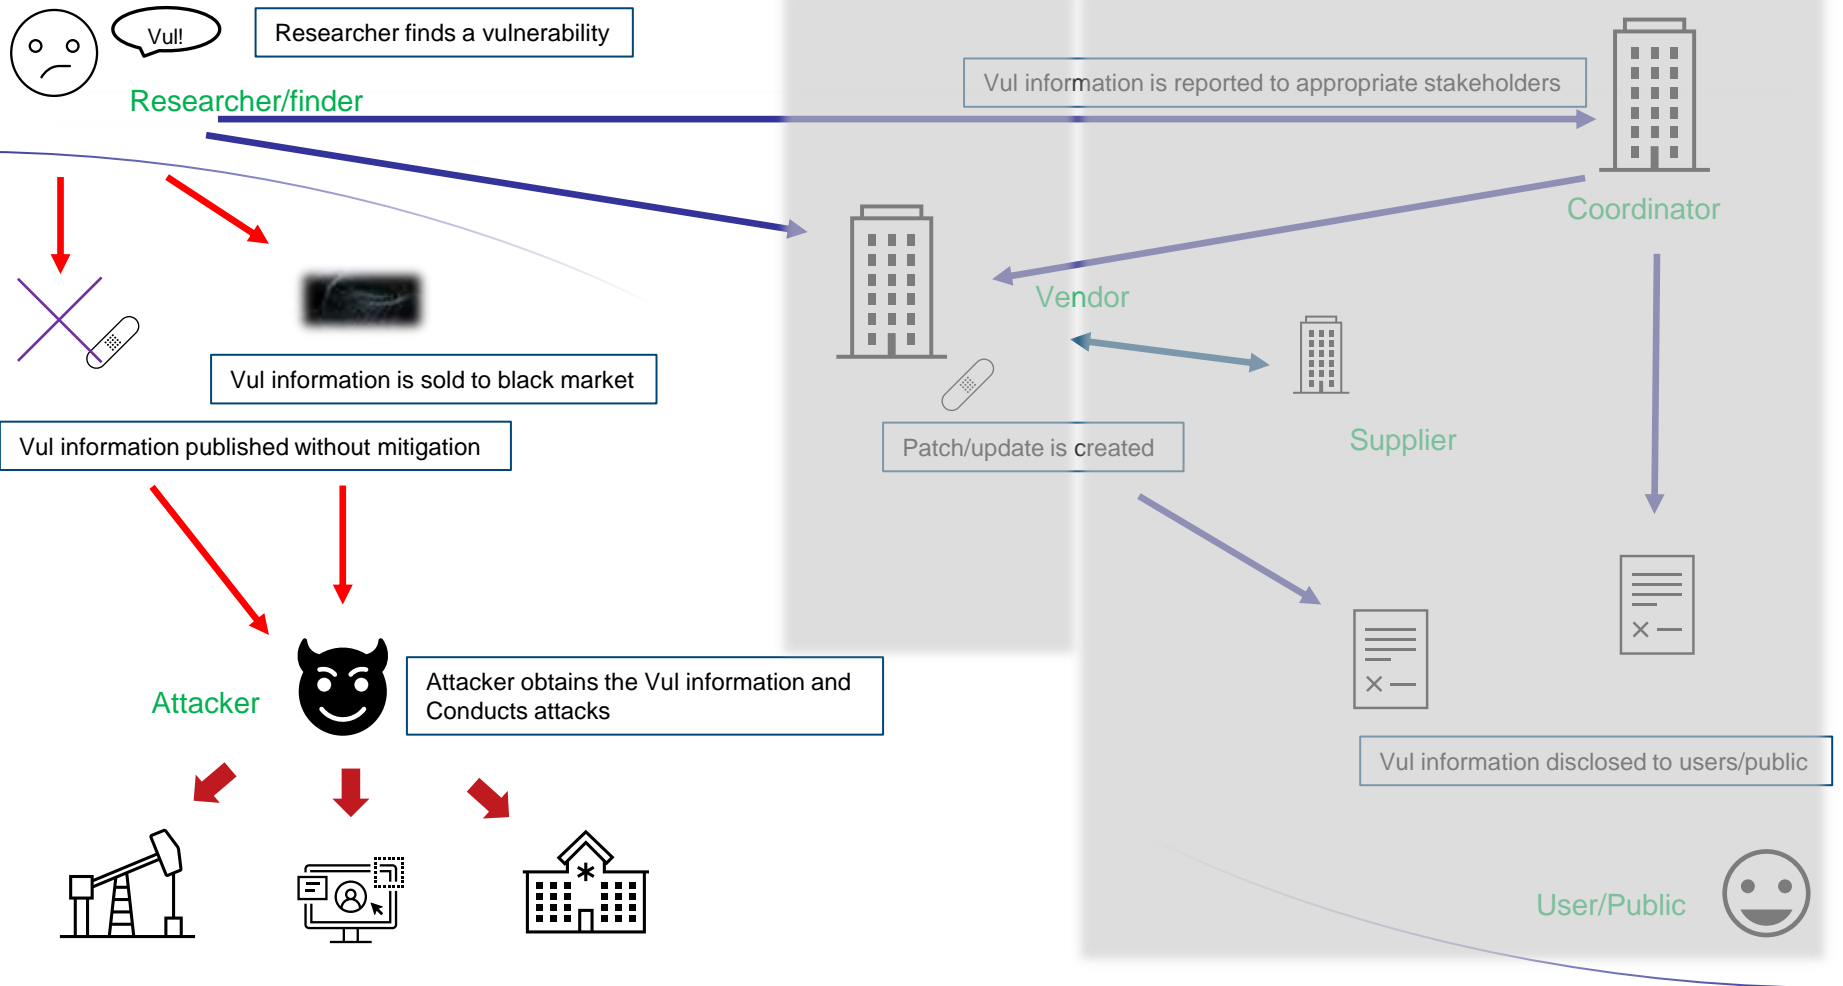 Vul!
Researcher finds a vulnerability
Researcher/finder
Vul information is reported to appropriate stakeholders
Coordinator
Vendor
Vul information is sold to black market
Vul information published without mitigation
Patch/update is created
Supplier
Attacker
Attacker obtains the Vul information and
Conducts attacks
Vul information disclosed to users/public
User/Public